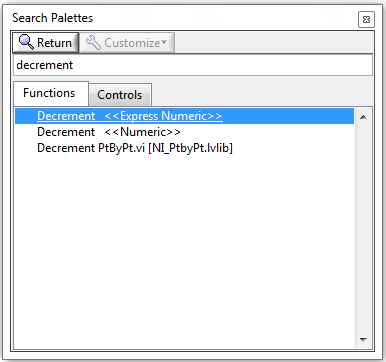 Search Palettes
Return Customize
decrement
Functions Controls
Decrement <<Express Numeric>>
Decrement <<Numeric>>
Decrement PtByPt.vi [NI_PtbyPt.lvlib]